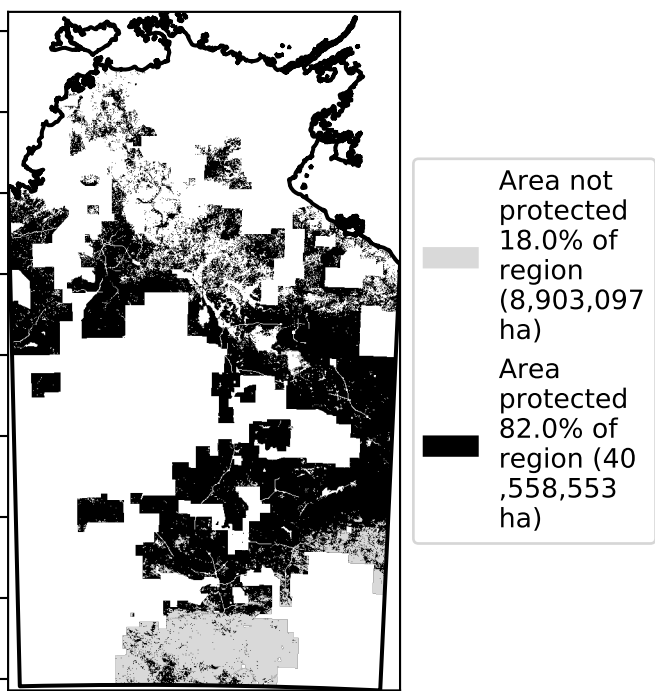 Area not
protected
18.0% of
region
(8,903,097
ha)
Area
protected
82.0% of
region (40
,558,553
ha)